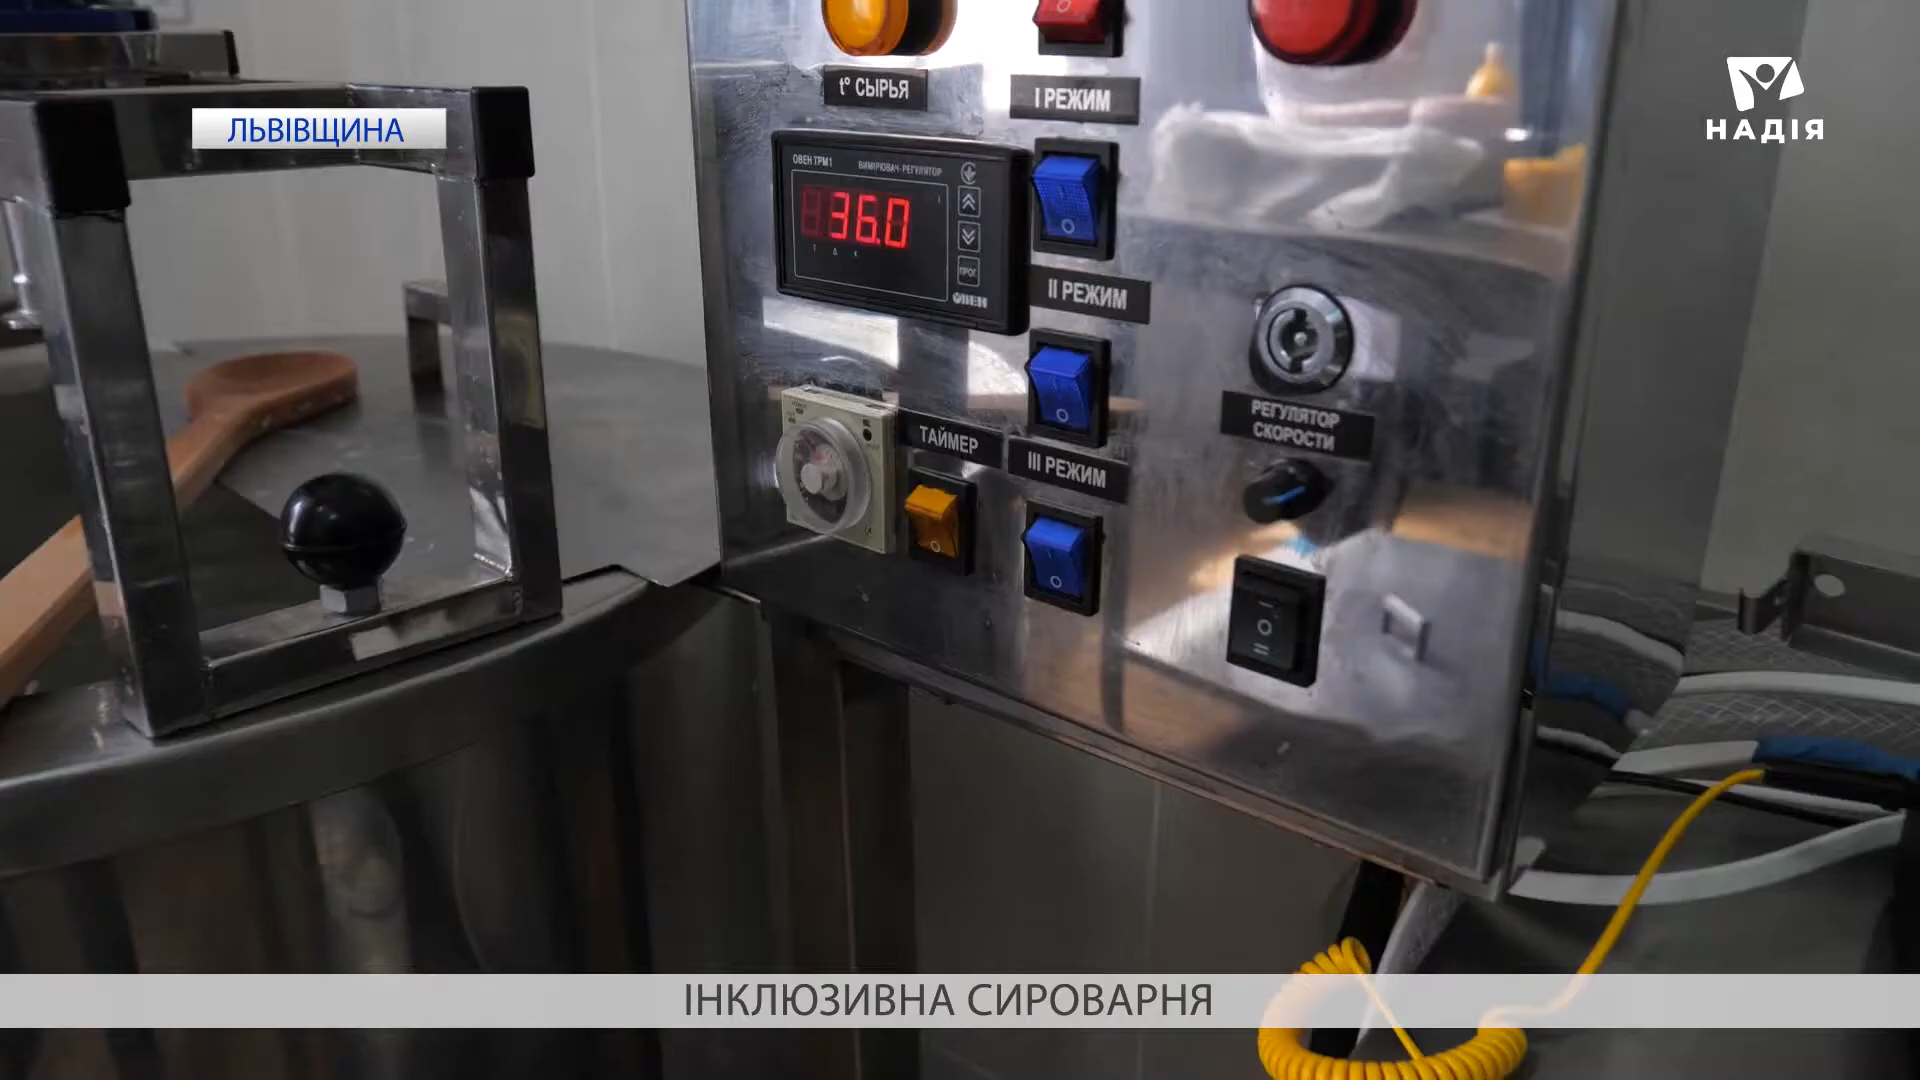 t° СЫРЬЯ
I РЕЖИМ
ЛЬВІВЩИНА
НАДІЯ
ОВЕН ТРМ1
ВИМІРЮВАЧ-РЕГУЛЯТОР
36.0
ПРОГ
ОВЕН
II РЕЖИМ
ТАЙМЕР
III РЕЖИМ
РЕГУЛЯТОР
СКОРОСТИ
ІНКЛЮЗИВНА СИРОВАРНЯ